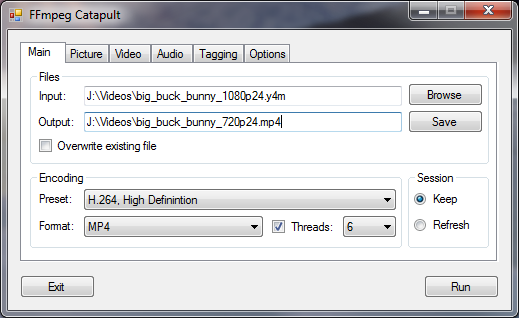 FFmpeg Catapult
Main Picture Video Audio Tagging Options
Files
Input: J:\Videos\big_buck_bunny_1080p24.y4m Browse
Output: J:\Videos\big_buck_bunny_720p24.mp4 Save
Overwrite existing file
Encoding Session
Preset: H.264, High Definintion Keep
Format: MP4 Threads: 6 Refresh
Exit Run